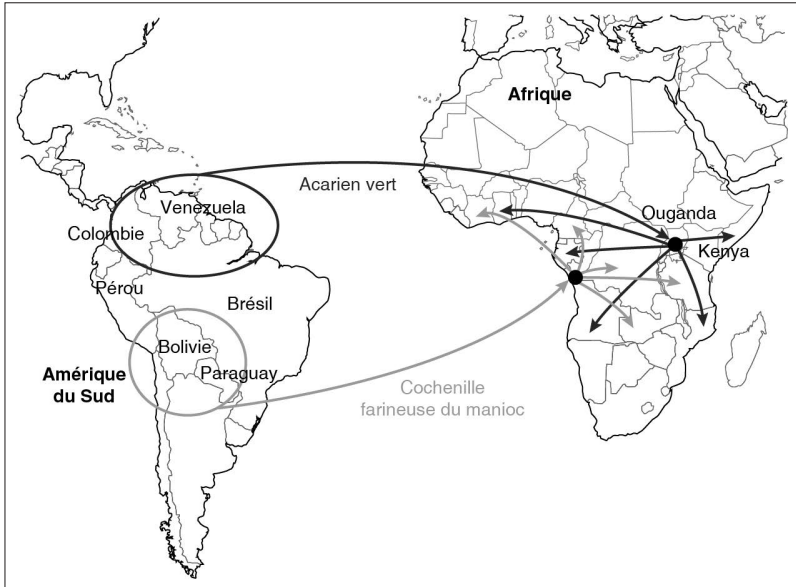 Afrique
Acarien vert
Venezuela
Ouganda
Colombie
Kenya
Pérou
Brésil
Bolivie
Paraguay
Amérique
du Sud
Cochenille
farineuse du manioc